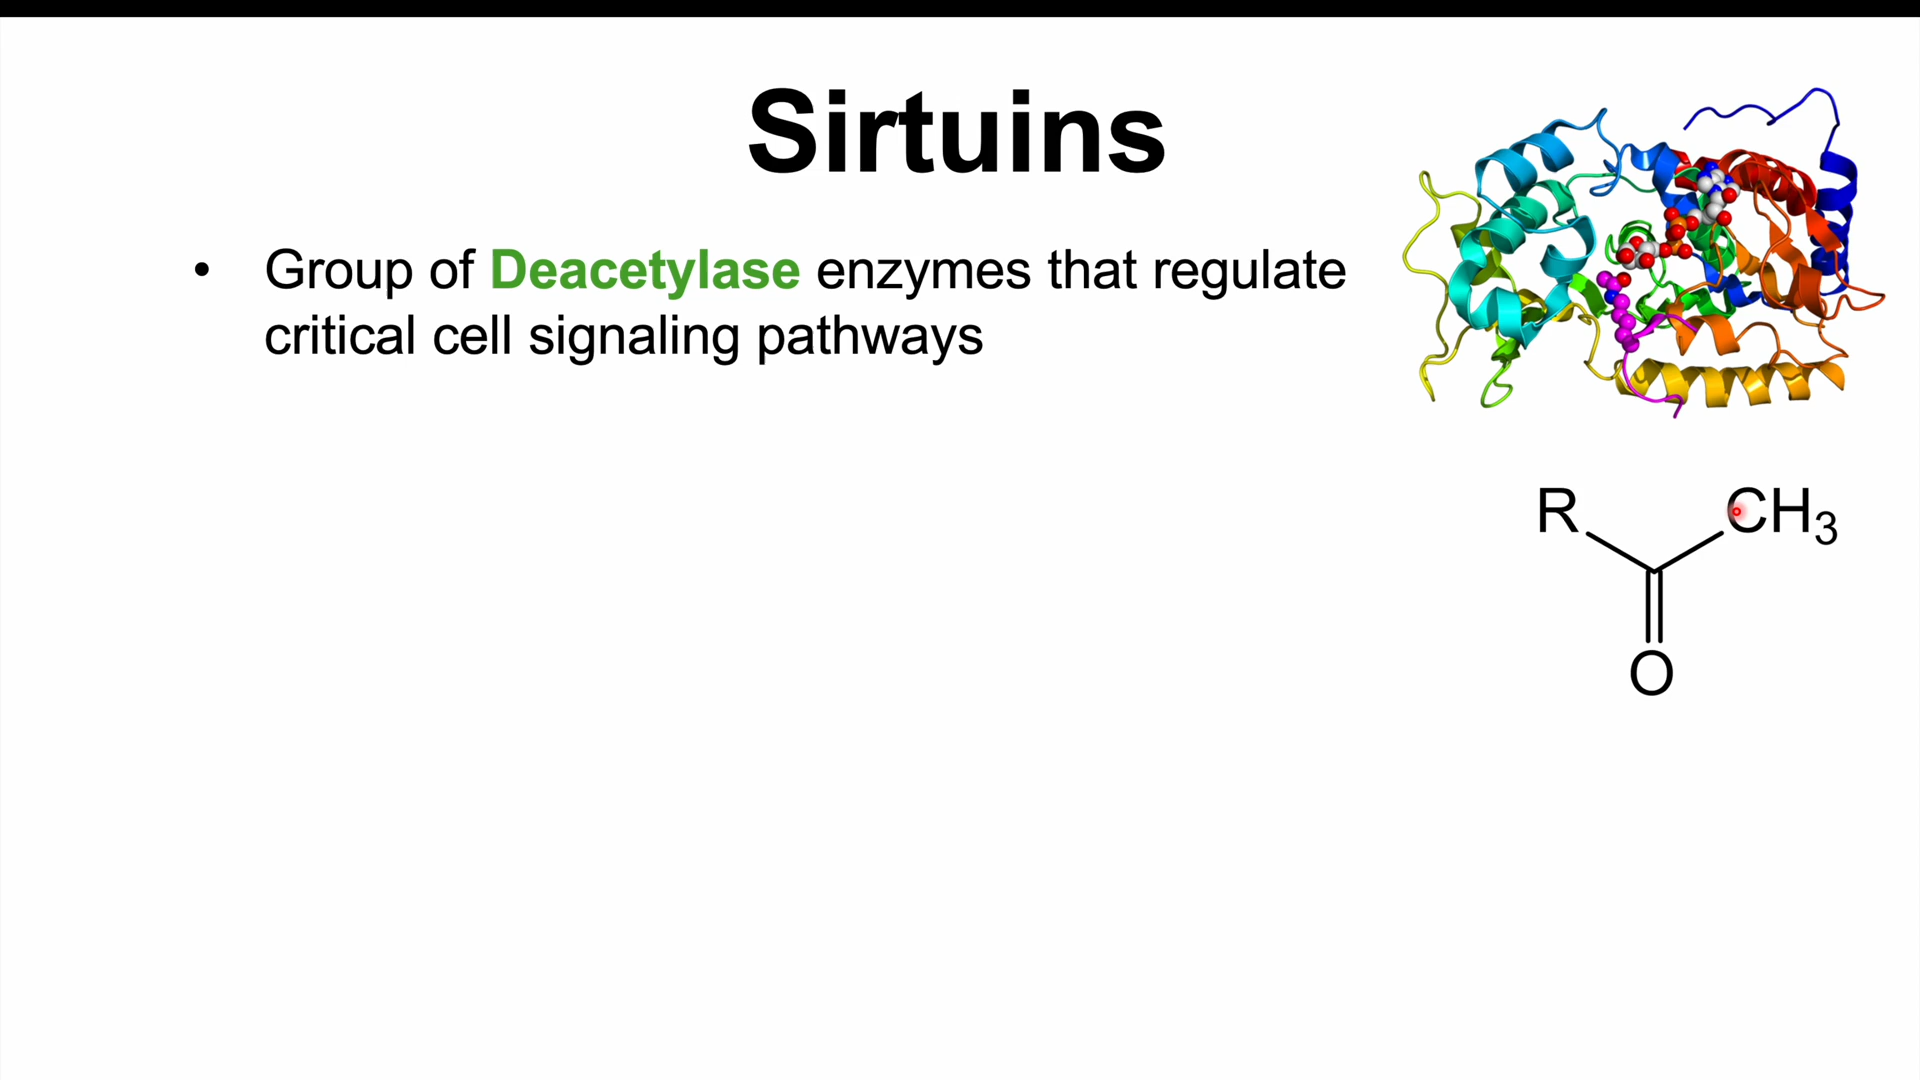 Sirtuins
• Group of Deacetylase enzymes that regulate
critical cell signaling pathways
R CH₃
O